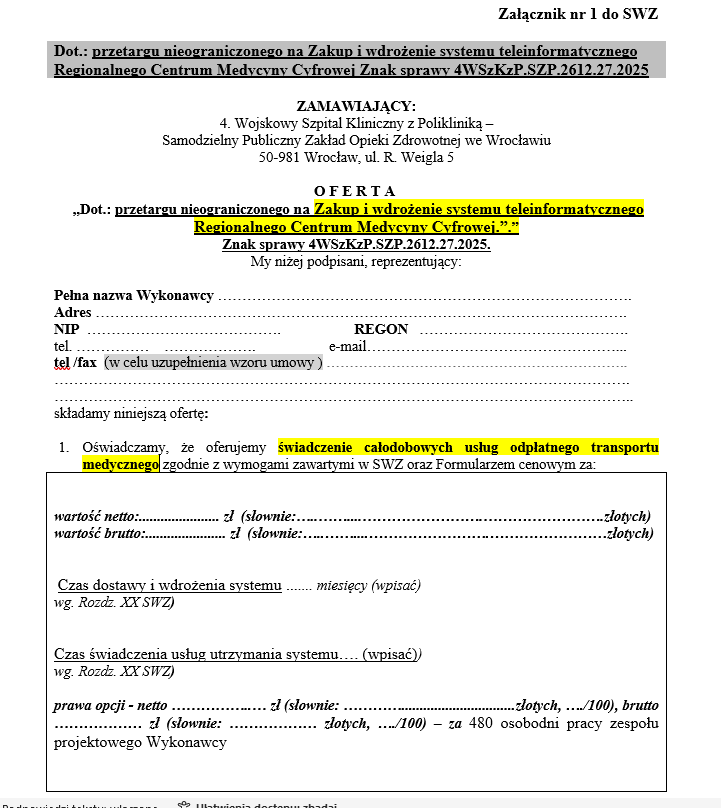 Załącznik nr 1 do SWZ
Dot.: przetargu nieograniczonego na Zakup i wdrożenie systemu teleinformatycznego
Regionalnego Centrum Medycyny Cyfrowej Znak sprawy 4WSzKzP.SZP.2612.27.2025
ZAMAWIAJĄCY:
4. Wojskowy Szpital Kliniczny z Polikliniką –
Samodzielny Publiczny Zakład Opieki Zdrowotnej we Wrocławiu
50-981 Wrocław, ul. R. Weigla 5
O F E R T A
„Dot.: przetargu nieograniczonego na Zakup i wdrożenie systemu teleinformatycznego
Regionalnego Centrum Medycyny Cyfrowej.”.”
Znak sprawy 4WSzKzP.SZP.2612.27.2025.
My niżej podpisani, reprezentujący:
Pełna nazwa Wykonawcy ……………………………………………………………………….
Adres …………………………………………………………………………………………….
NIP ……………………………….. REGON …………………………………..
tel. …………… ……………… e-mail…………………………………………...
tel /fax (w celu uzupełnienia wzoru umowy ) …………………………………………………...
…………………………………………………………………………………………………….
……………………………………………………………………………………………………..
składamy niniejszą ofertę:
1. Oświadczamy, że oferujemy świadczenie całodobowych usług odpłatnego transportu
medycznego zgodnie z wymogami zawartymi w SWZ oraz Formularzem cenowym za:
wartość netto:...................... zł (słownie:…..………..……………………………………….złotych)
wartość brutto:...................... zł (słownie:…..………..……………………………………….złotych)
Czas dostawy i wdrożenia systemu ....... miesięcy (wpisać)
wg. Rozdz. XX SWZ)
Czas świadczenia usług utrzymania systemu…. (wpisać))
wg. Rozdz. XX SWZ)
prawa opcji - netto ……………..…. zł (słownie: …………...............................złotych, …./100), brutto
……………… zł (słownie: ……………… złotych, …./100) – za 480 osobodni pracy zespołu
projektowego Wykonawcy